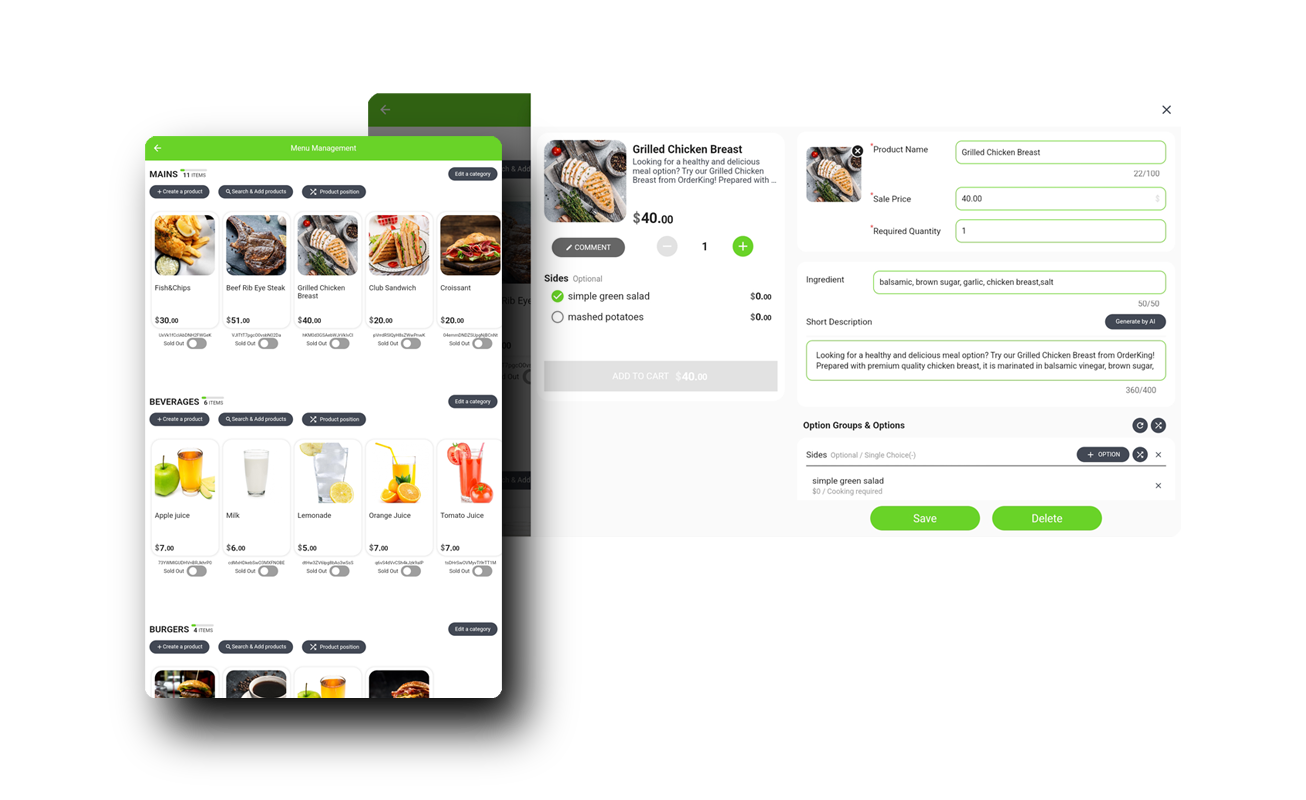 Menu Management
MAINS 11 ITEMS
Edit a category
+ Create a product
Search & Add products
Product position
Fish&Chips
$30.00
Sold Out
Beef Rib Eye Steak
$51.00
Sold Out
Grilled Chicken
Breast
$40.00
Sold Out
Club Sandwich
$20.00
Sold Out
Croissant
$20.00
Sold Out
BEVERAGES 6 ITEMS
Edit a category
+ Create a product
Search & Add products
Product position
Apple juice
$7.00
Sold Out
Milk
$6.00
Sold Out
Lemonade
$5.00
Sold Out
Orange Juice
$7.00
Sold Out
Tomato Juice
$7.00
Sold Out
BURGERS 4 ITEMS
Edit a category
+ Create a product
Search & Add products
Product position
Grilled Chicken Breast
Looking for a healthy and delicious
meal option? Try our Grilled Chicken
Breast from OrderKing! Prepared with ...
$40.00
COMMENT
1
Sides Optional
simple green salad $0.00
mashed potatoes $0.00
ADD TO CART $40.00
*Product Name
Grilled Chicken Breast
22/100
*Sale Price
40.00
$
*Required Quantity
1
Ingredient
balsamic, brown sugar, garlic, chicken breast,salt
50/50
Short Description
Generate by AI
Looking for a healthy and delicious meal option? Try our Grilled Chicken Breast from OrderKing!
Prepared with premium quality chicken breast, it is marinated in balsamic vinegar, brown sugar,
360/400
Option Groups & Options
Sides Optional / Single Choice(-)
+ OPTION
simple green salad
$0 / Cooking required
Save
Delete